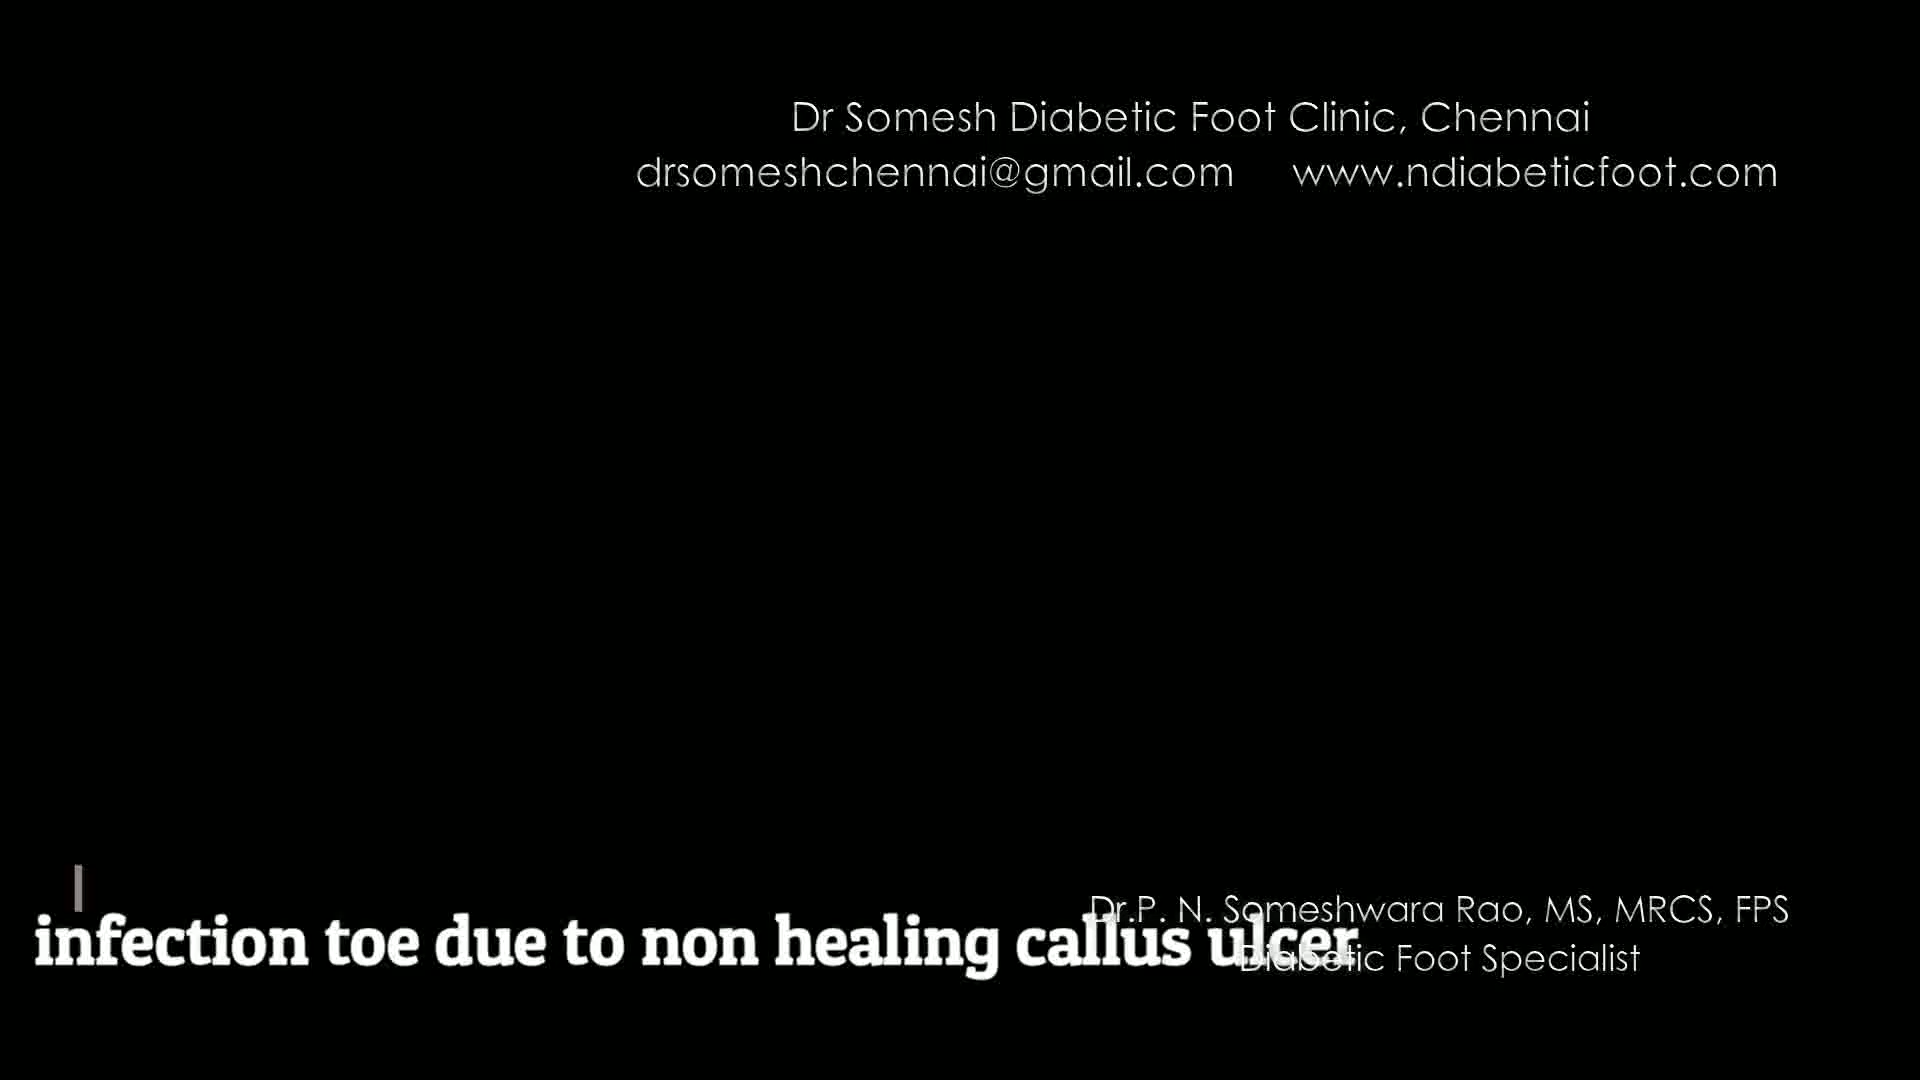 Dr Somesh Diabetic Foot Clinic, Chennai
drsomeshchennai@gmail.com www.ndiabeticfoot.com
Dr.P. N. Someshwara Rao, MS, MRCS, FPS
infection toe due to non healing callus ulcer
Diabetic Foot Specialist